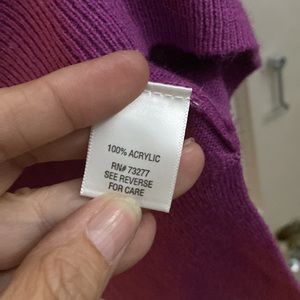 100% ACRYLIC
RN# 73277
SEE REVERSE
FOR CARE